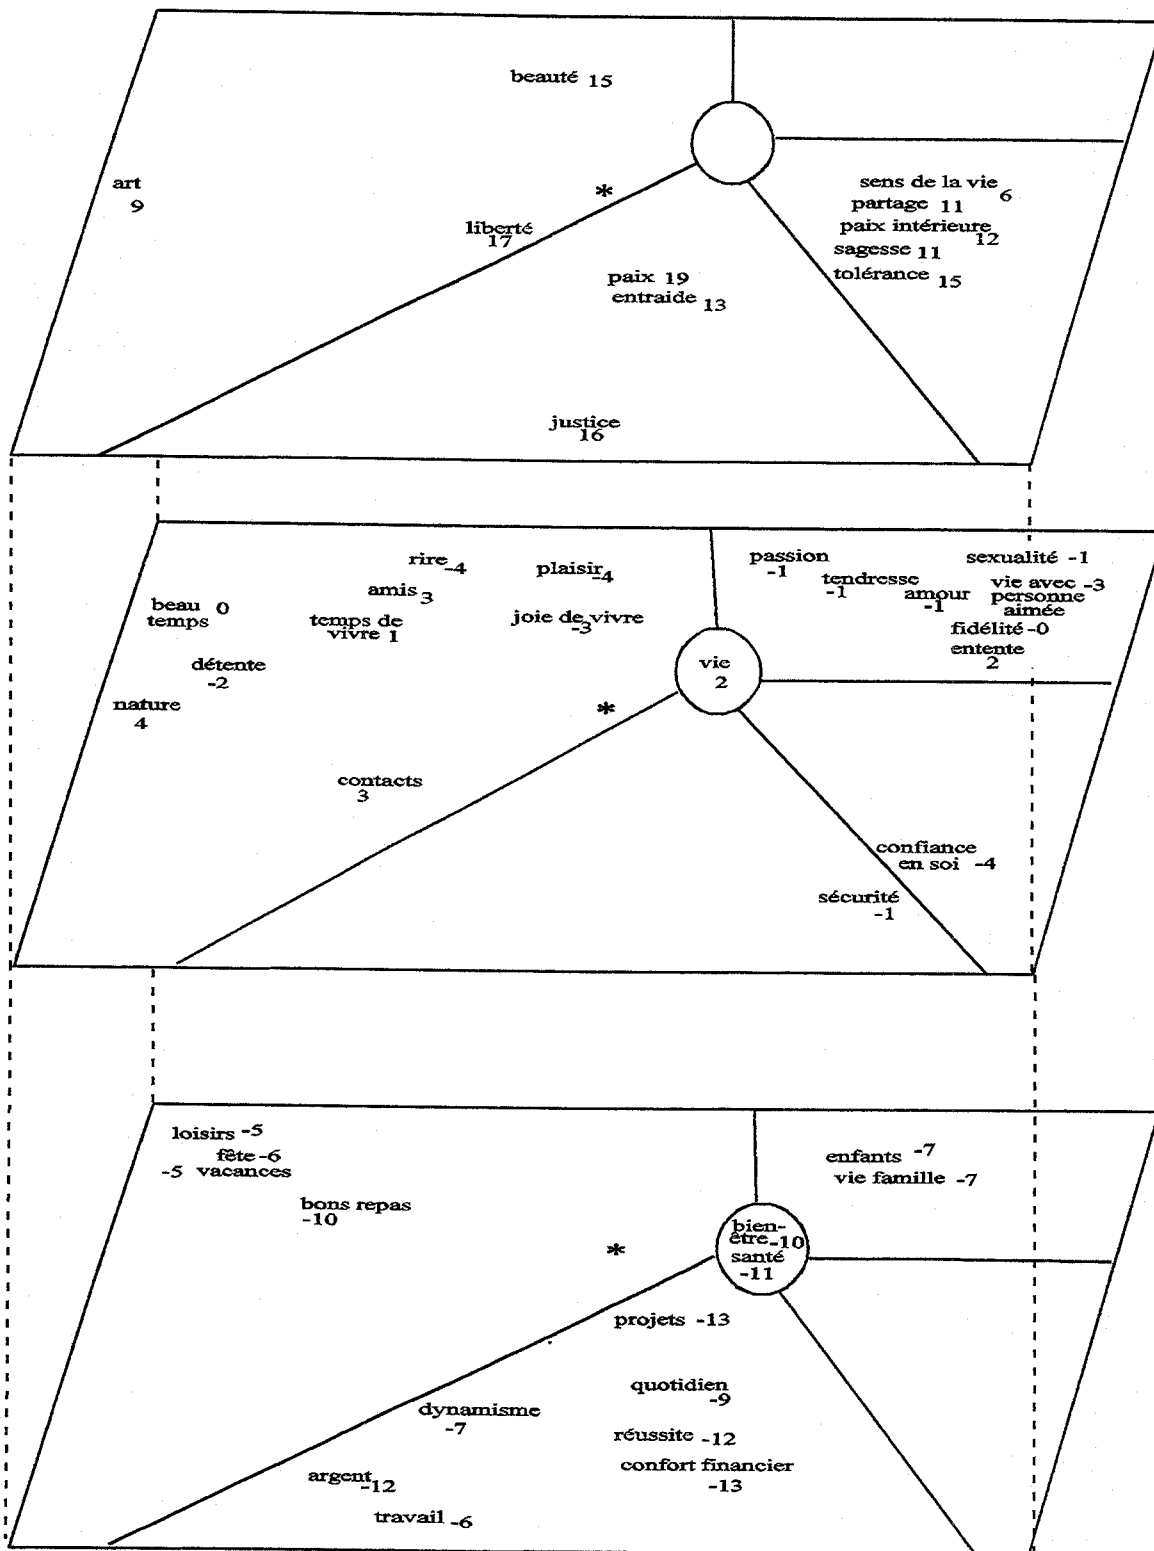 beauté 15
art
9
*
liberté
17
sens de la vie 6
partage 11
paix intérieure
12
sagesse 11
tolérance 15
paix 19
entraide 13
justice
16
rire -4
plaisir -4
amis 3
beau 0
temps
temps de
vivre 1
joie de vivre
-3
détente
-2
nature
4
*
contacts
3
passion
-1
sexualité -1
tendresse
-1
amour
-1
vie avec -3
personne
aimée
fidélité -0
entente
2
vie
2
confiance
en soi -4
sécurité
-1
loisirs -5
fête -6
-5 vacances
bons repas
-10
*
enfants -7
vie famille -7
bien-
être -10
santé
-11
projets -13
quotidien
-9
dynamisme
-7
réussite -12
confort financier
-13
argent -12
travail -6